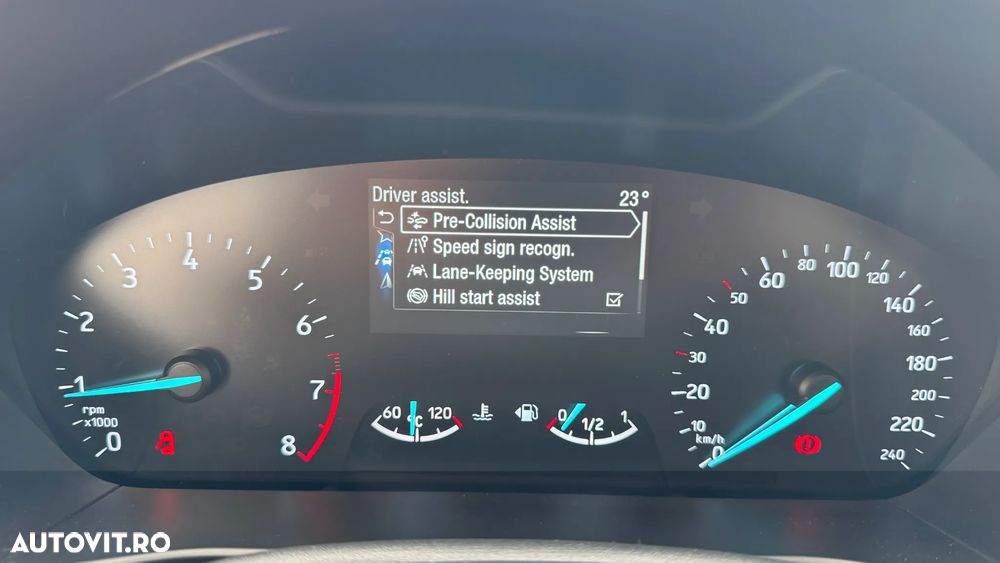 Driver assist. 23°
Pre-Collision Assist
Speed sign recogn.
Lane-Keeping System
Hill start assist
0 1 2 3 4 5 6 7 8
rpm
x1000
60 °C 120
0 1/2 1
0 10 20 30 40 50 60 80 100 120 140 160 180 200 220 240
km/h
AUTOVIT.RO